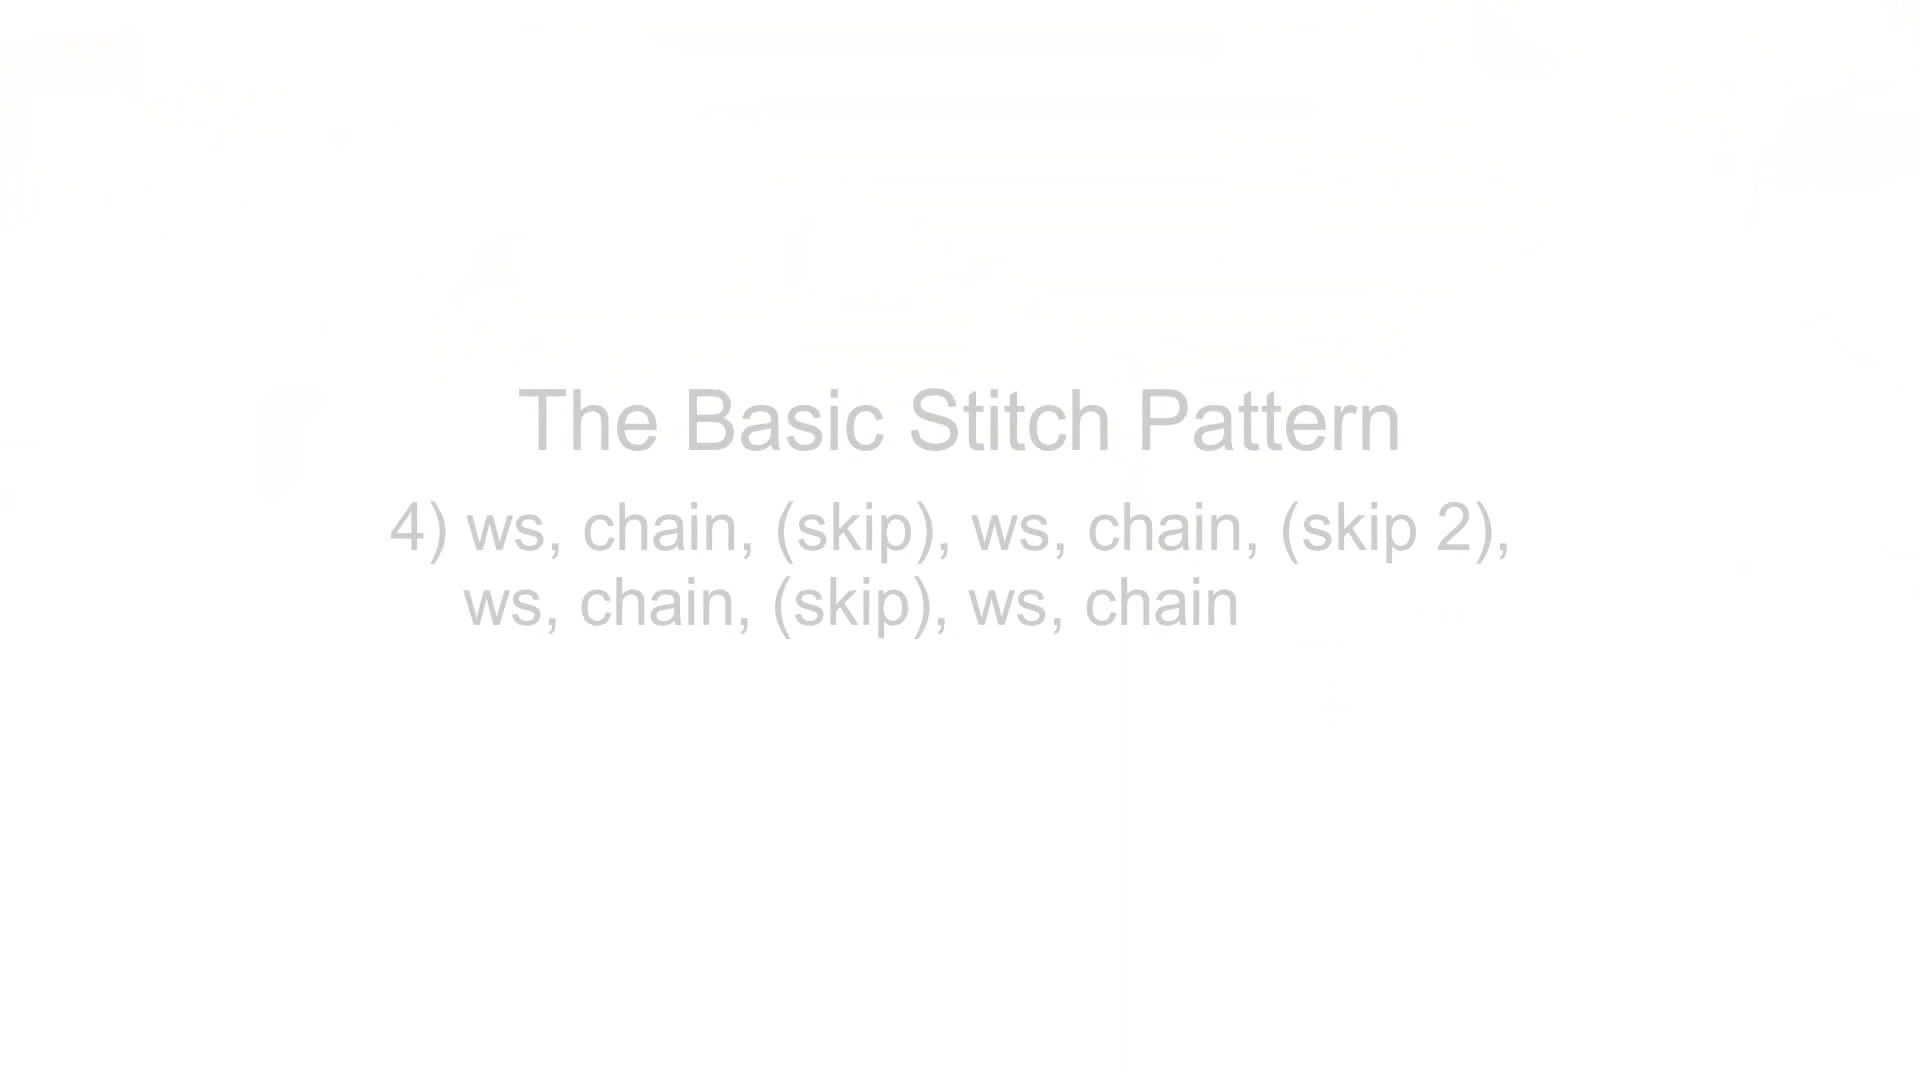 The Basic Stitch Pattern
4) ws, chain, (skip), ws, chain, (skip 2),
ws, chain, (skip), ws, chain